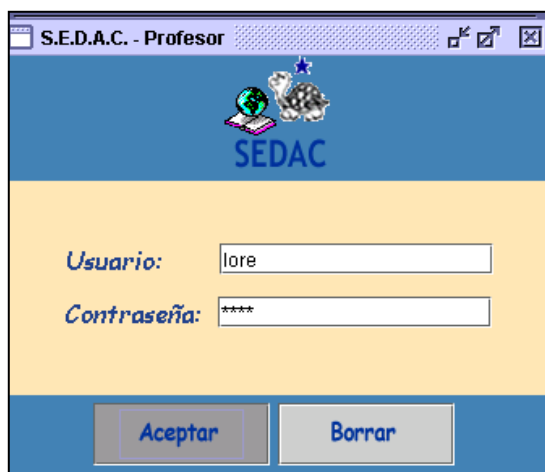 S.E.D.A.C. - Profesor
SEDAC
Usuario: lore
Contraseña: ****
Aceptar Borrar